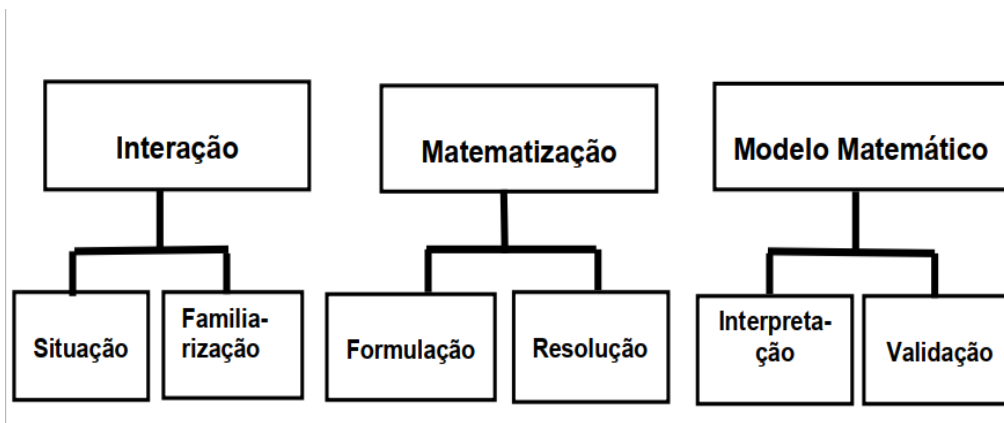 Interação
Matematização
Modelo Matemático
Situação
Familia-
rização
Formulação
Resolução
Interpreta-
ção
Validação